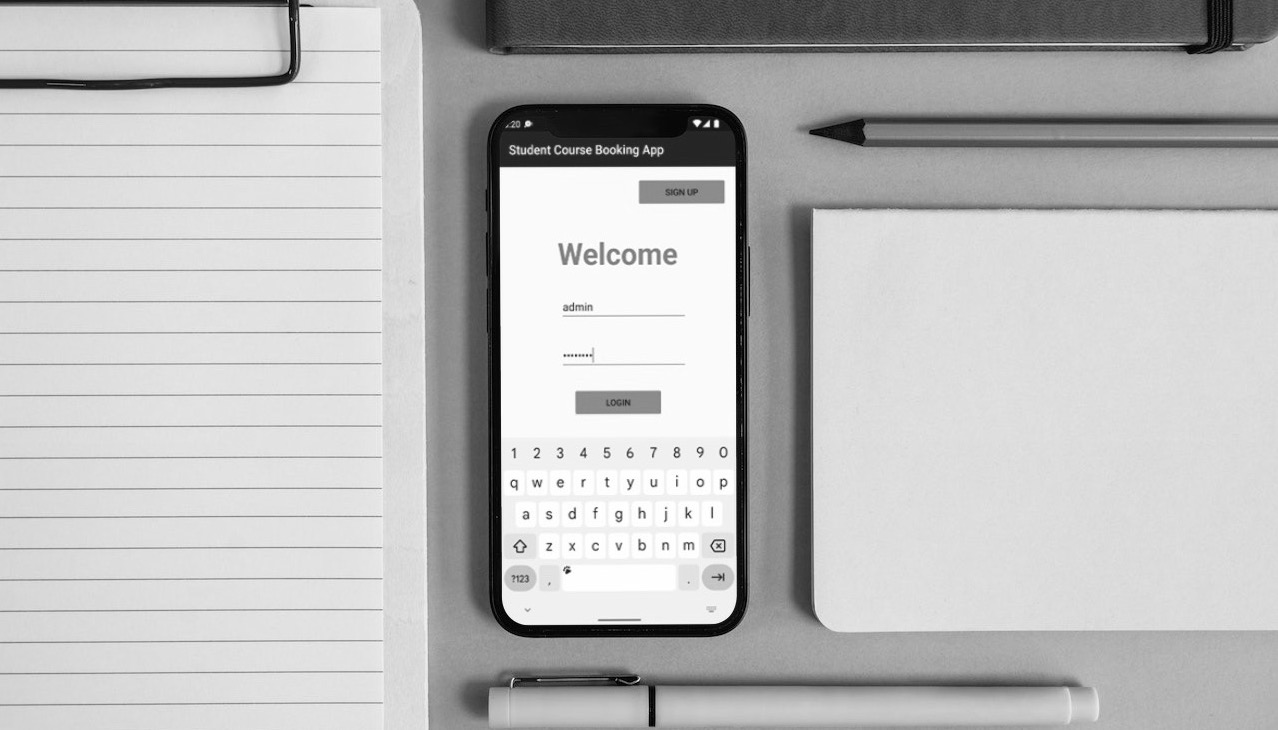 :20
Student Course Booking App
SIGN UP
Welcome
admin
••••••••
LOGIN
1 2 3 4 5 6 7 8 9 0
q w e r t y u i o p
a s d f g h j k l
z x c v b n m
?123 , .